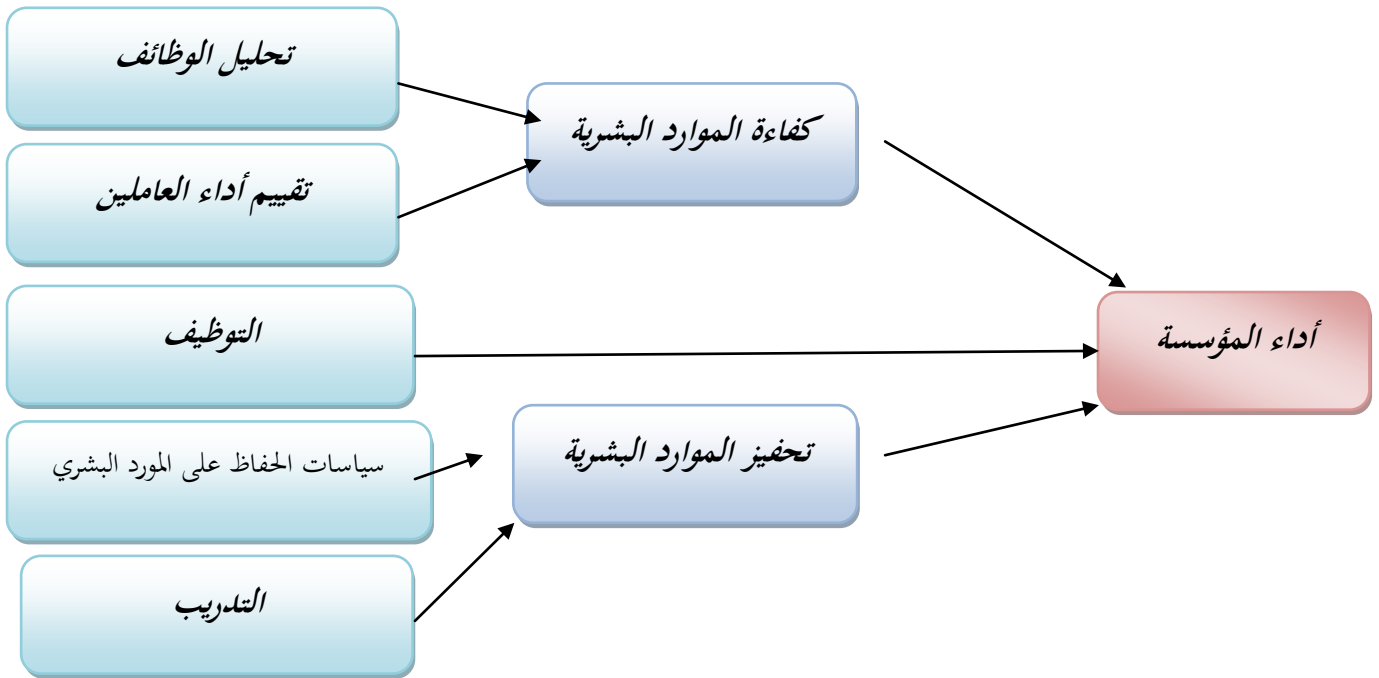 تحليل الوظائف
كفاءة الموارد البشرية
تقييم أداء العاملين
التوظيف
أداء المؤسسة
تحفيز الموارد البشرية
سياسات الحفاظ على المورد البشري
التدريب